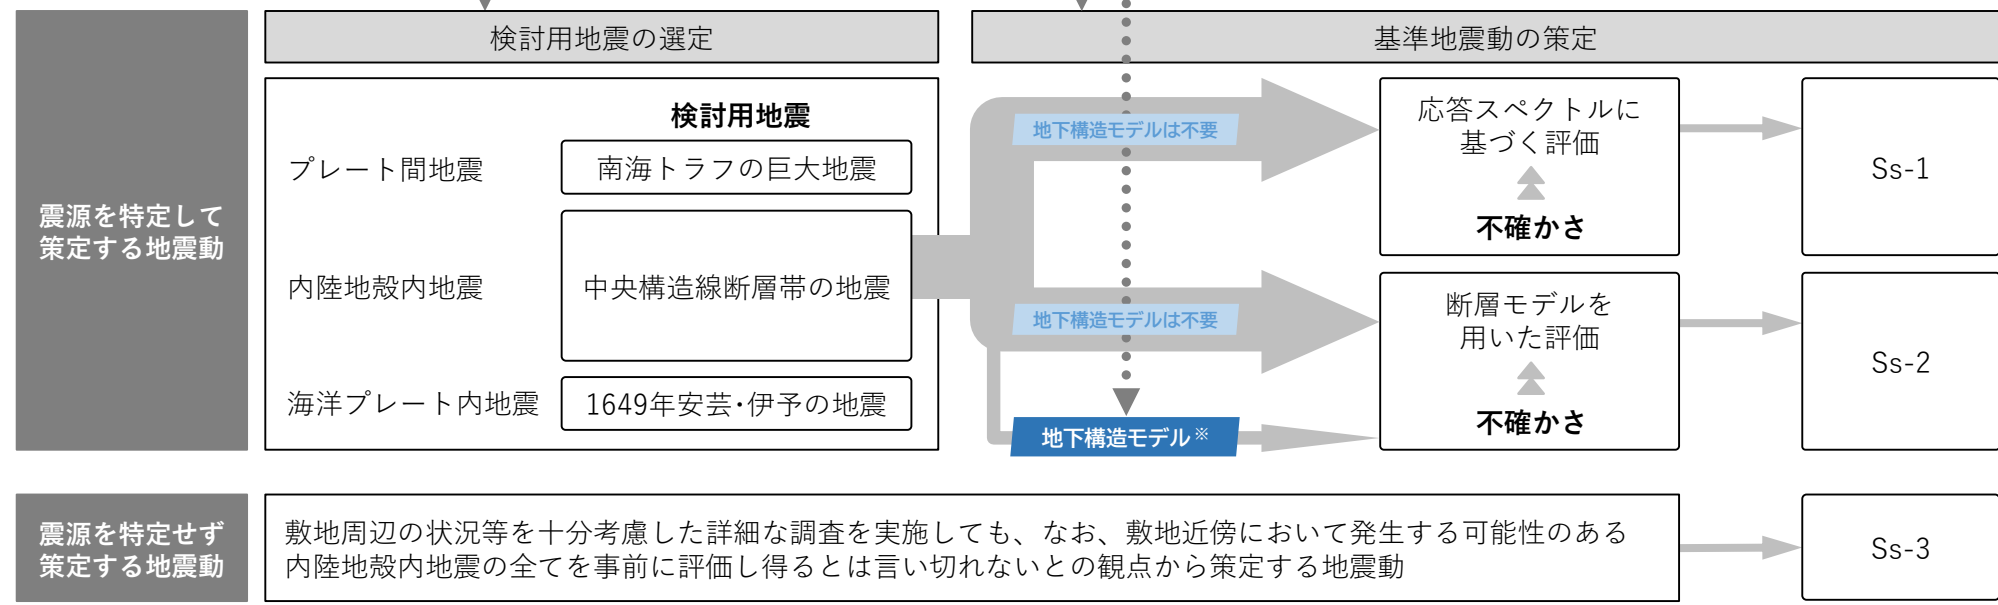 検討用地震の選定
基準地震動の策定
震源を特定して
策定する地震動
検討用地震
プレート間地震
南海トラフの巨大地震
内陸地殻内地震
中央構造線断層帯の地震
海洋プレート内地震
1649年安芸・伊予の地震
地下構造モデルは不要
応答スペクトルに
基づく評価
不確かさ
Ss-1
地下構造モデルは不要
断層モデルを
用いた評価
不確かさ
Ss-2
地下構造モデル※
震源を特定せず
策定する地震動
敷地周辺の状況等を十分考慮した詳細な調査を実施しても、なお、敷地近傍において発生する可能性のある
内陸地殻内地震の全てを事前に評価し得るとは言い切れないとの観点から策定する地震動
Ss-3